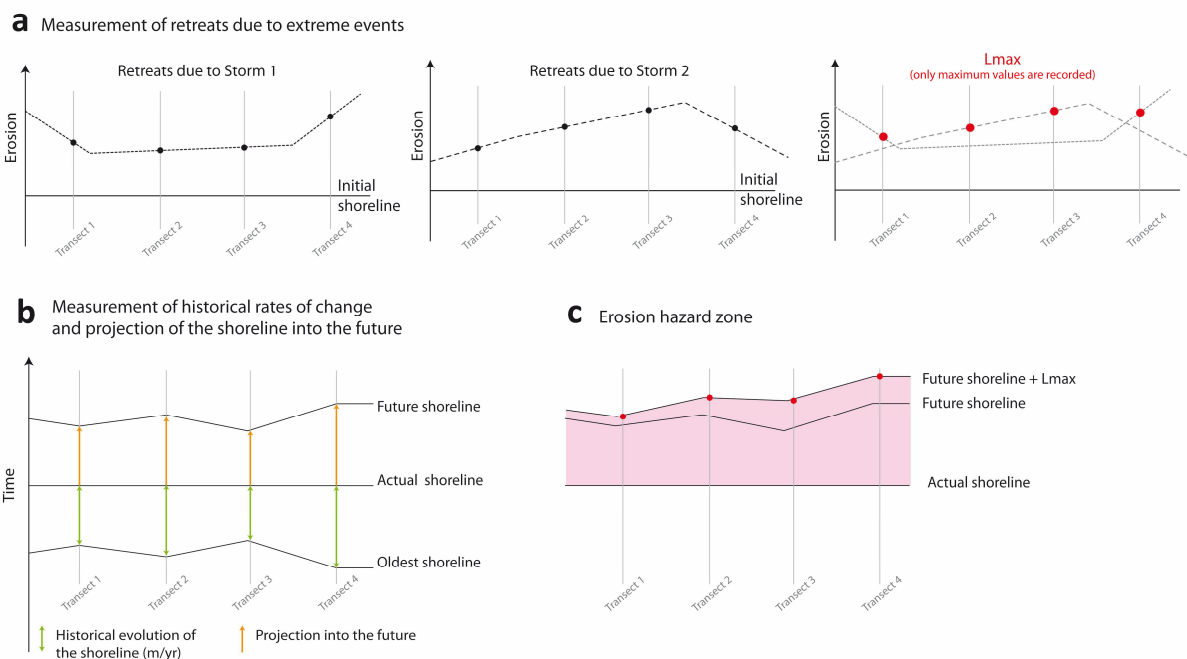 a Measurement of retreats due to extreme events
Retreats due to Storm 1
Erosion
Initial
shoreline
Transect 1
Transect 2
Transect 3
Transect 4
Retreats due to Storm 2
Erosion
Initial
shoreline
Transect 1
Transect 2
Transect 3
Transect 4
Lmax
(only maximum values are recorded)
Erosion
Transect 1
Transect 2
Transect 3
Transect 4
b Measurement of historical rates of change
and projection of the shoreline into the future
Time
Future shoreline
Actual shoreline
Oldest shoreline
Transect 1
Transect 2
Transect 3
Transect 4
Historical evolution of
the shoreline (m/yr)
Projection into the future
c Erosion hazard zone
Future shoreline + Lmax
Future shoreline
Actual shoreline
Transect 1
Transect 2
Transect 3
Transect 4